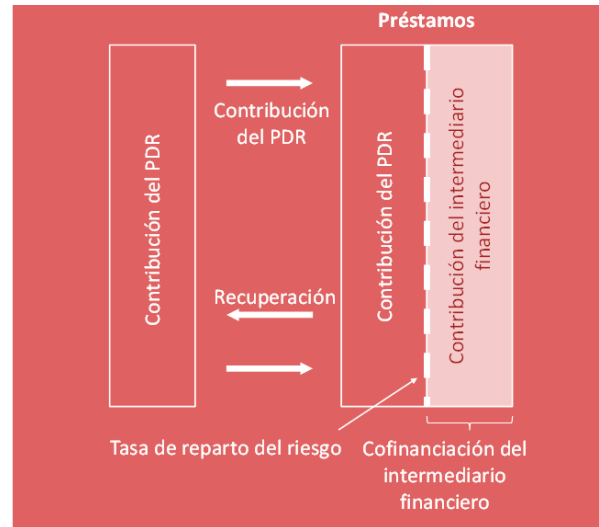 Préstamos
Contribución del PDR
Contribución
del PDR
Contribución del PDR
Contribución del intermediario
financiero
Recuperación
Tasa de reparto del riesgo
Cofinanciación del
intermediario
financiero